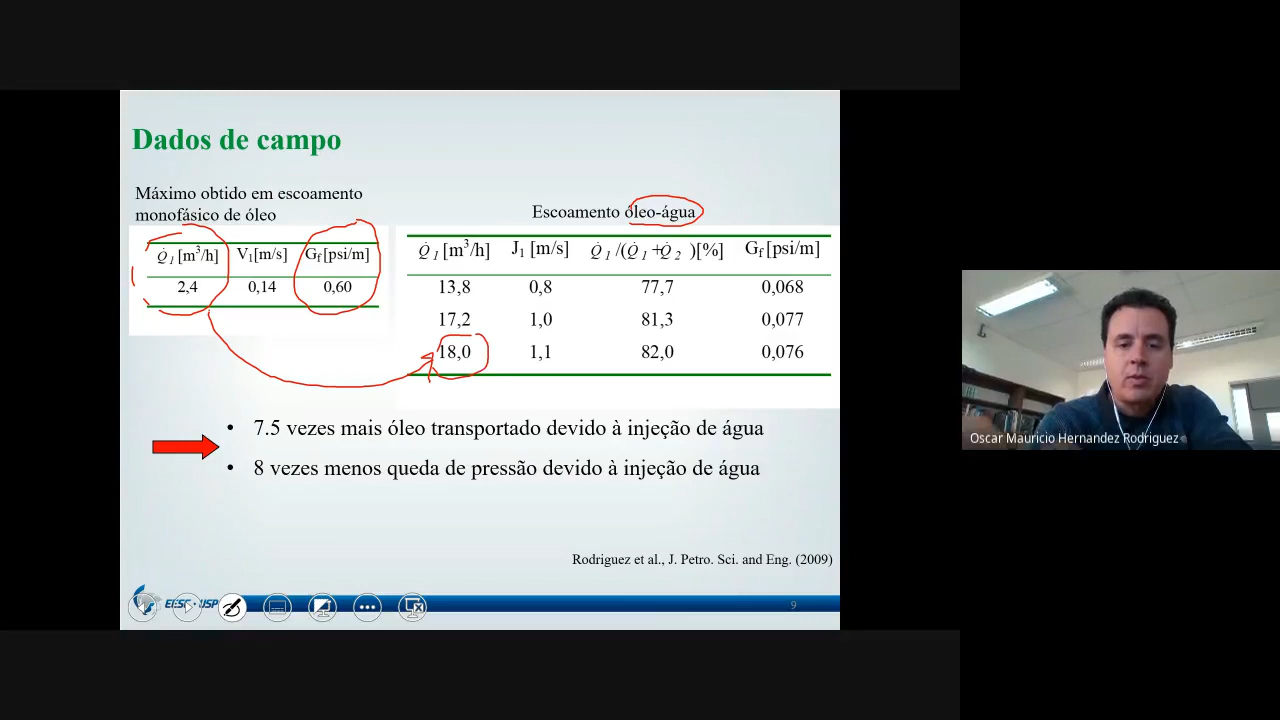 Dados de campo
Máximo obtido em escoamento
monofásico de óleo
Q̇1 [m³/h] V1[m/s] Gf[psi/m]
2,4 0,14 0,60
Escoamento óleo-água
Q̇1 [m³/h] J1 [m/s] Q̇1 /(Q̇1 +Q̇2 )[%] Gf [psi/m]
13,8 0,8 77,7 0,068
17,2 1,0 81,3 0,077
18,0 1,1 82,0 0,076
• 7.5 vezes mais óleo transportado devido à injeção de água
• 8 vezes menos queda de pressão devido à injeção de água
Rodriguez et al., J. Petro. Sci. and Eng. (2009)
EESC • USP
9
Oscar Mauricio Hernandez Rodriguez